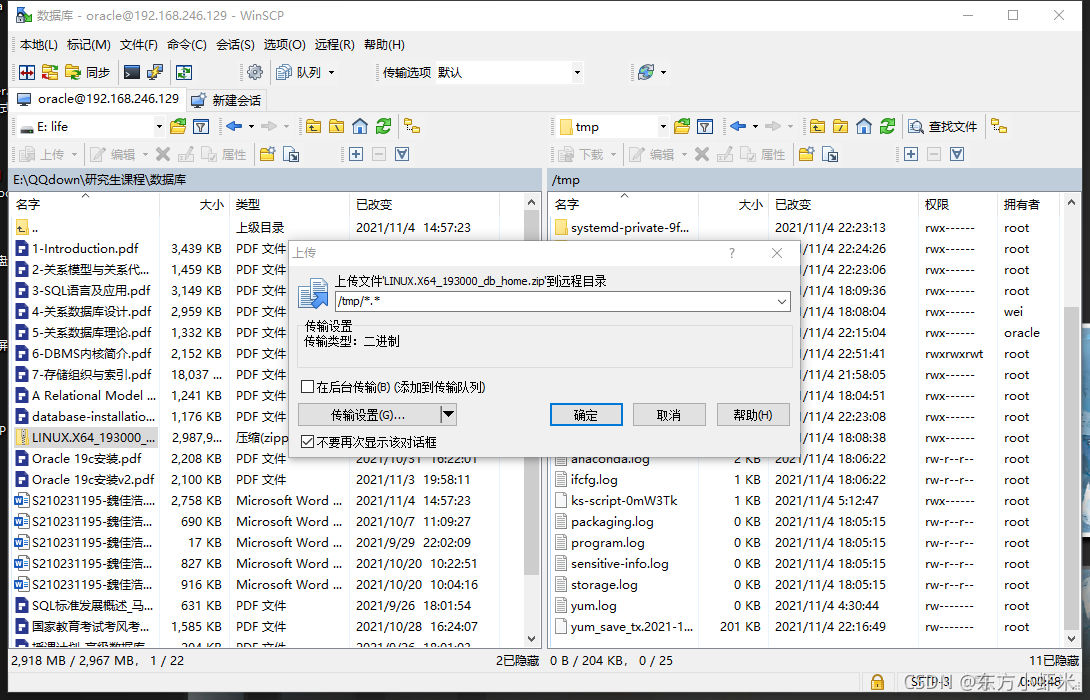 数据库 - oracle@192.168.246.129 - WinSCP
本地(L) 标记(M) 文件(F) 命令(C) 会话(S) 选项(O) 远程(R) 帮助(H)
同步 队列 传输选项 默认
oracle@192.168.246.129 新建会话
E: life tmp 查找文件
上传 编辑 属性 下载 编辑 属性
E:\QQdown\研究生课程\数据库 /tmp
名字 大小 类型 已改变 名字 大小 已改变 权限 拥有者
.. 上级目录 2021/11/4 14:57:23 systemd-private-9f... 2021/11/4 22:23:13 rwx------ root
1-Introduction.pdf 3,439 KB PDF 文件 2021/11/4 22:24:26 rwx------ root
2-关系模型与关系代... 1,459 KB PDF 文件 2021/11/4 22:23:06 rwx------ root
3-SQL语言及应用.pdf 3,149 KB PDF 文件 2021/11/4 18:09:36 rwx------ root
4-关系数据库设计.pdf 2,959 KB PDF 文件 2021/11/4 18:08:04 rwx------ wei
5-关系数据库理论.pdf 1,332 KB PDF 文件 2021/11/4 22:15:04 rwx------ oracle
6-DBMS内核简介.pdf 2,152 KB PDF 文件 2021/11/4 22:51:41 rwxrwxrwt root
7-存储组织与索引.pdf 18,037 ... PDF 文件 2021/11/4 21:58:05 rwx------ root
A Relational Model ... 1,241 KB PDF 文件 2021/11/4 18:04:51 rwx------ root
database-installatio... 1,176 KB PDF 文件 2021/11/4 22:23:08 rwx------ root
LINUX.X64_193000_... 2,987,9... 压缩(zipp 2021/11/4 18:08:38 rwx------ root
Oracle 19c安装.pdf 2,208 KB PDF 文件 2021/10/31 16:22:01 anaconda.log 2 KB 2021/11/4 18:06:22 rw-r--r-- root
Oracle 19c安装v2.pdf 2,100 KB PDF 文件 2021/11/3 19:58:11 ifcfg.log 1 KB 2021/11/4 18:06:22 rw-r--r-- root
S210231195-魏佳浩... 2,758 KB Microsoft Word ... 2021/11/4 14:57:23 ks-script-0mW3Tk 1 KB 2021/11/4 5:12:47 rwx------ root
S210231195-魏佳浩... 690 KB Microsoft Word ... 2021/10/7 11:09:27 packaging.log 0 KB 2021/11/4 18:05:15 rw-r--r-- root
S210231195-魏佳浩... 17 KB Microsoft Word ... 2021/9/29 22:02:09 program.log 0 KB 2021/11/4 18:05:15 rw-r--r-- root
S210231195-魏佳浩... 827 KB Microsoft Word ... 2021/10/20 10:22:51 sensitive-info.log 0 KB 2021/11/4 18:05:15 rw-r--r-- root
S210231195-魏佳浩... 916 KB Microsoft Word ... 2021/10/20 10:04:16 storage.log 0 KB 2021/11/4 18:05:15 rw-r--r-- root
SQL标准发展概述_马... 631 KB PDF 文件 2021/9/26 18:01:54 yum.log 0 KB 2021/11/4 4:30:44 rw------- root
国家教育考试考风考... 1,585 KB PDF 文件 2021/10/28 16:24:07 yum_save_tx.2021-1... 201 KB 2021/11/4 22:16:49 rw------- root
上传
上传文件'LINUX.X64_193000_db_home.zip'到远程目录
/tmp/*.*
传输设置
传输类型：二进制
在后台传输(B) (添加到传输队列)
传输设置(G)... 确定 取消 帮助(H)
不要再次显示该对话框
2,918 MB / 2,967 MB， 1 / 22 2已隐藏 0 B / 204 KB， 0 / 25 11已隐藏
SFTP-3 0:00:48
CSDN @东方小虾米